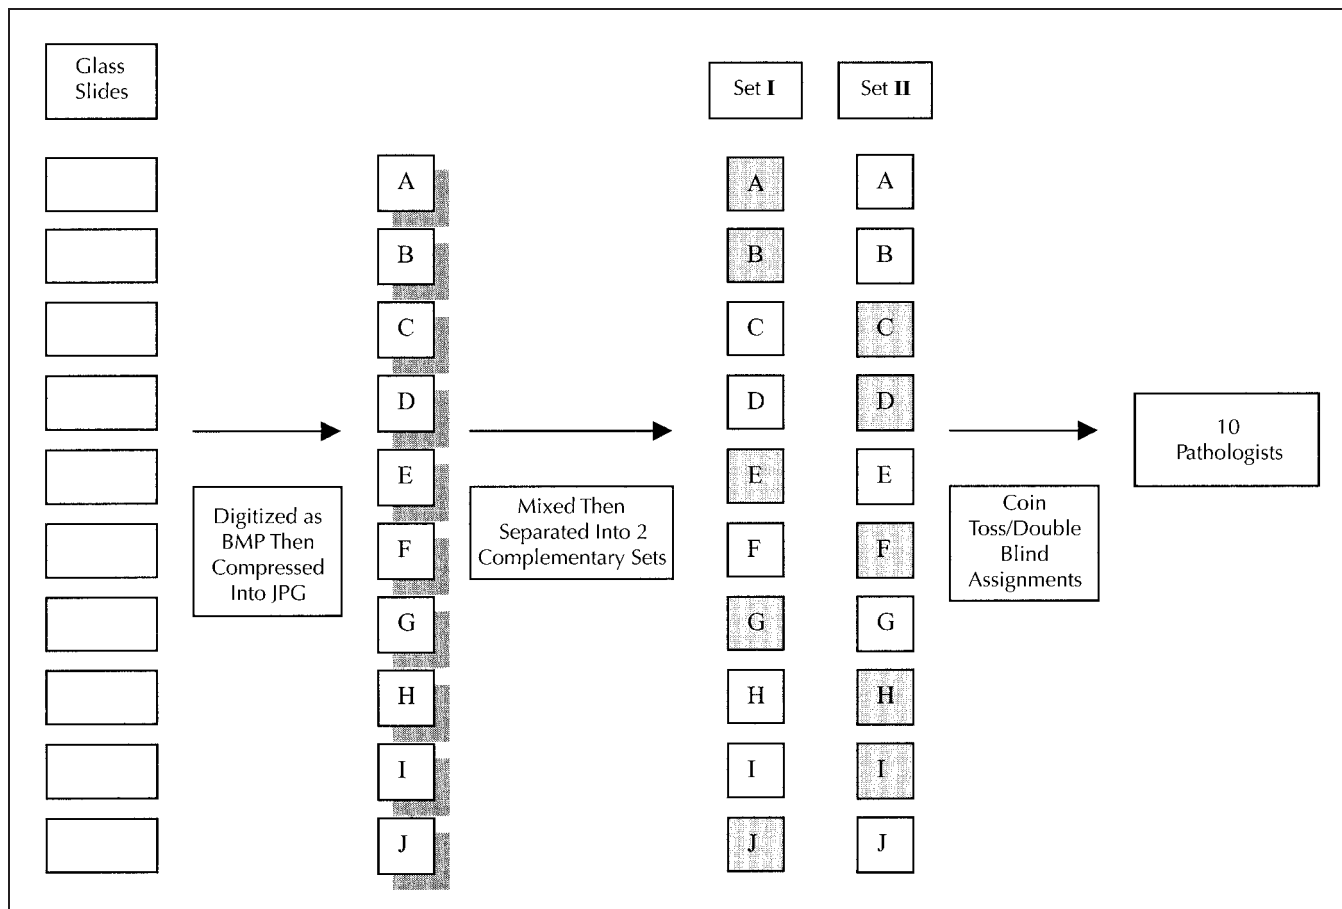 Glass
Slides
Set I
Set II
A
B
C
D
E
F
G
H
I
J
Digitized as
BMP Then
Compressed
Into JPG
Mixed Then
Separated Into 2
Complementary Sets
A
B
C
D
E
F
G
H
I
J
A
B
C
D
E
F
G
H
I
J
Coin
Toss/Double
Blind
Assignments
10
Pathologists